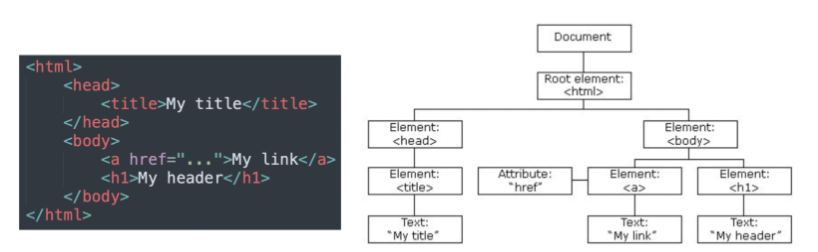 <html>
<head>
<title>My title</title>
</head>
<body>
<a href="...">My link</a>
<h1>My header</h1>
</body>
</html>
Document
Root element:
<html>
Element:
<head>
Element:
<body>
Element:
<title>
Attribute:
"href"
Element:
<a>
Element:
<h1>
Text:
"My title"
Text:
"My link"
Text:
"My header"